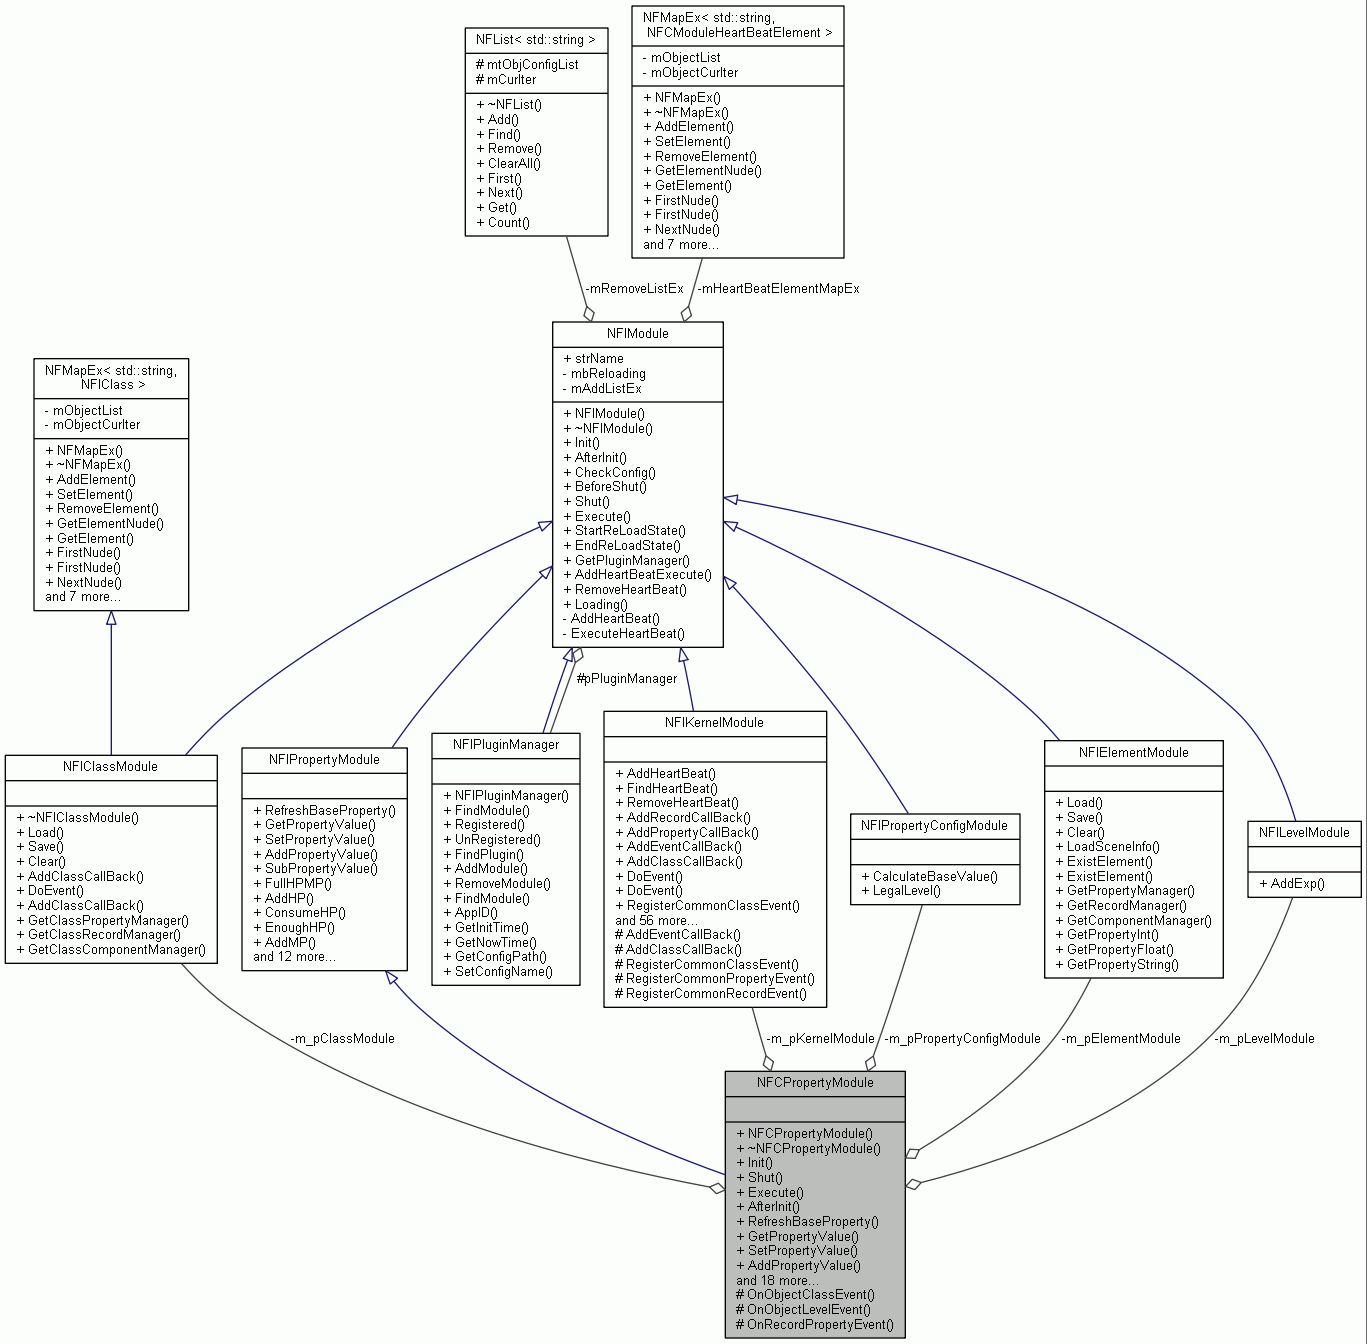 NFList< std::string >
# mtObjConfigList
# mCurIter
+ ~NFList()
+ Add()
+ Find()
+ Remove()
+ ClearAll()
+ First()
+ Next()
+ Get()
+ Count()
NFMapEx< std::string,
NFCModuleHeartBeatElement >
- mObjectList
- mObjectCurIter
+ NFMapEx()
+ ~NFMapEx()
+ AddElement()
+ SetElement()
+ RemoveElement()
+ GetElementNude()
+ GetElement()
+ FirstNude()
+ FirstNude()
+ NextNude()
and 7 more...
-mRemoveListEx
-mHeartBeatElementMapEx
NFIModule
+ strName
- mbReloading
- mAddListEx
+ NFIModule()
+ ~NFIModule()
+ Init()
+ AfterInit()
+ CheckConfig()
+ BeforeShut()
+ Shut()
+ Execute()
+ StartReLoadState()
+ EndReLoadState()
+ GetPluginManager()
+ AddHeartBeatExecute()
+ RemoveHeartBeat()
+ Loading()
- AddHeartBeat()
- ExecuteHeartBeat()
NFMapEx< std::string,
NFIClass >
- mObjectList
- mObjectCurIter
+ NFMapEx()
+ ~NFMapEx()
+ AddElement()
+ SetElement()
+ RemoveElement()
+ GetElementNude()
+ GetElement()
+ FirstNude()
+ FirstNude()
+ NextNude()
and 7 more...
#pPluginManager
NFIClassModule
+ ~NFIClassModule()
+ Load()
+ Save()
+ Clear()
+ AddClassCallBack()
+ DoEvent()
+ AddClassCallBack()
+ GetClassPropertyManager()
+ GetClassRecordManager()
+ GetClassComponentManager()
NFIPropertyModule
+ RefreshBaseProperty()
+ GetPropertyValue()
+ SetPropertyValue()
+ AddPropertyValue()
+ SubPropertyValue()
+ FullHPMP()
+ AddHP()
+ ConsumeHP()
+ EnoughHP()
+ AddMP()
and 12 more...
NFIPluginManager
+ NFIPluginManager()
+ FindModule()
+ Registered()
+ UnRegistered()
+ FindPlugin()
+ AddModule()
+ RemoveModule()
+ FindModule()
+ AppID()
+ GetInitTime()
+ GetNowTime()
+ GetConfigPath()
+ SetConfigName()
NFIKernelModule
+ AddHeartBeat()
+ FindHeartBeat()
+ RemoveHeartBeat()
+ AddRecordCallBack()
+ AddPropertyCallBack()
+ AddEventCallBack()
+ AddClassCallBack()
+ DoEvent()
+ DoEvent()
+ RegisterCommonClassEvent()
and 56 more...
# AddEventCallBack()
# AddClassCallBack()
# RegisterCommonClassEvent()
# RegisterCommonPropertyEvent()
# RegisterCommonRecordEvent()
NFIPropertyConfigModule
+ CalculateBaseValue()
+ LegalLevel()
NFIElementModule
+ Load()
+ Save()
+ Clear()
+ LoadSceneInfo()
+ ExistElement()
+ ExistElement()
+ GetPropertyManager()
+ GetRecordManager()
+ GetComponentManager()
+ GetPropertyInt()
+ GetPropertyFloat()
+ GetPropertyString()
NFILevelModule
+ AddExp()
-m_pClassModule
-m_pKernelModule
-m_pPropertyConfigModule
-m_pElementModule
-m_pLevelModule
NFCPropertyModule
+ NFCPropertyModule()
+ ~NFCPropertyModule()
+ Init()
+ Shut()
+ Execute()
+ AfterInit()
+ RefreshBaseProperty()
+ GetPropertyValue()
+ SetPropertyValue()
+ AddPropertyValue()
and 18 more...
# OnObjectClassEvent()
# OnObjectLevelEvent()
# OnRecordPropertyEvent()